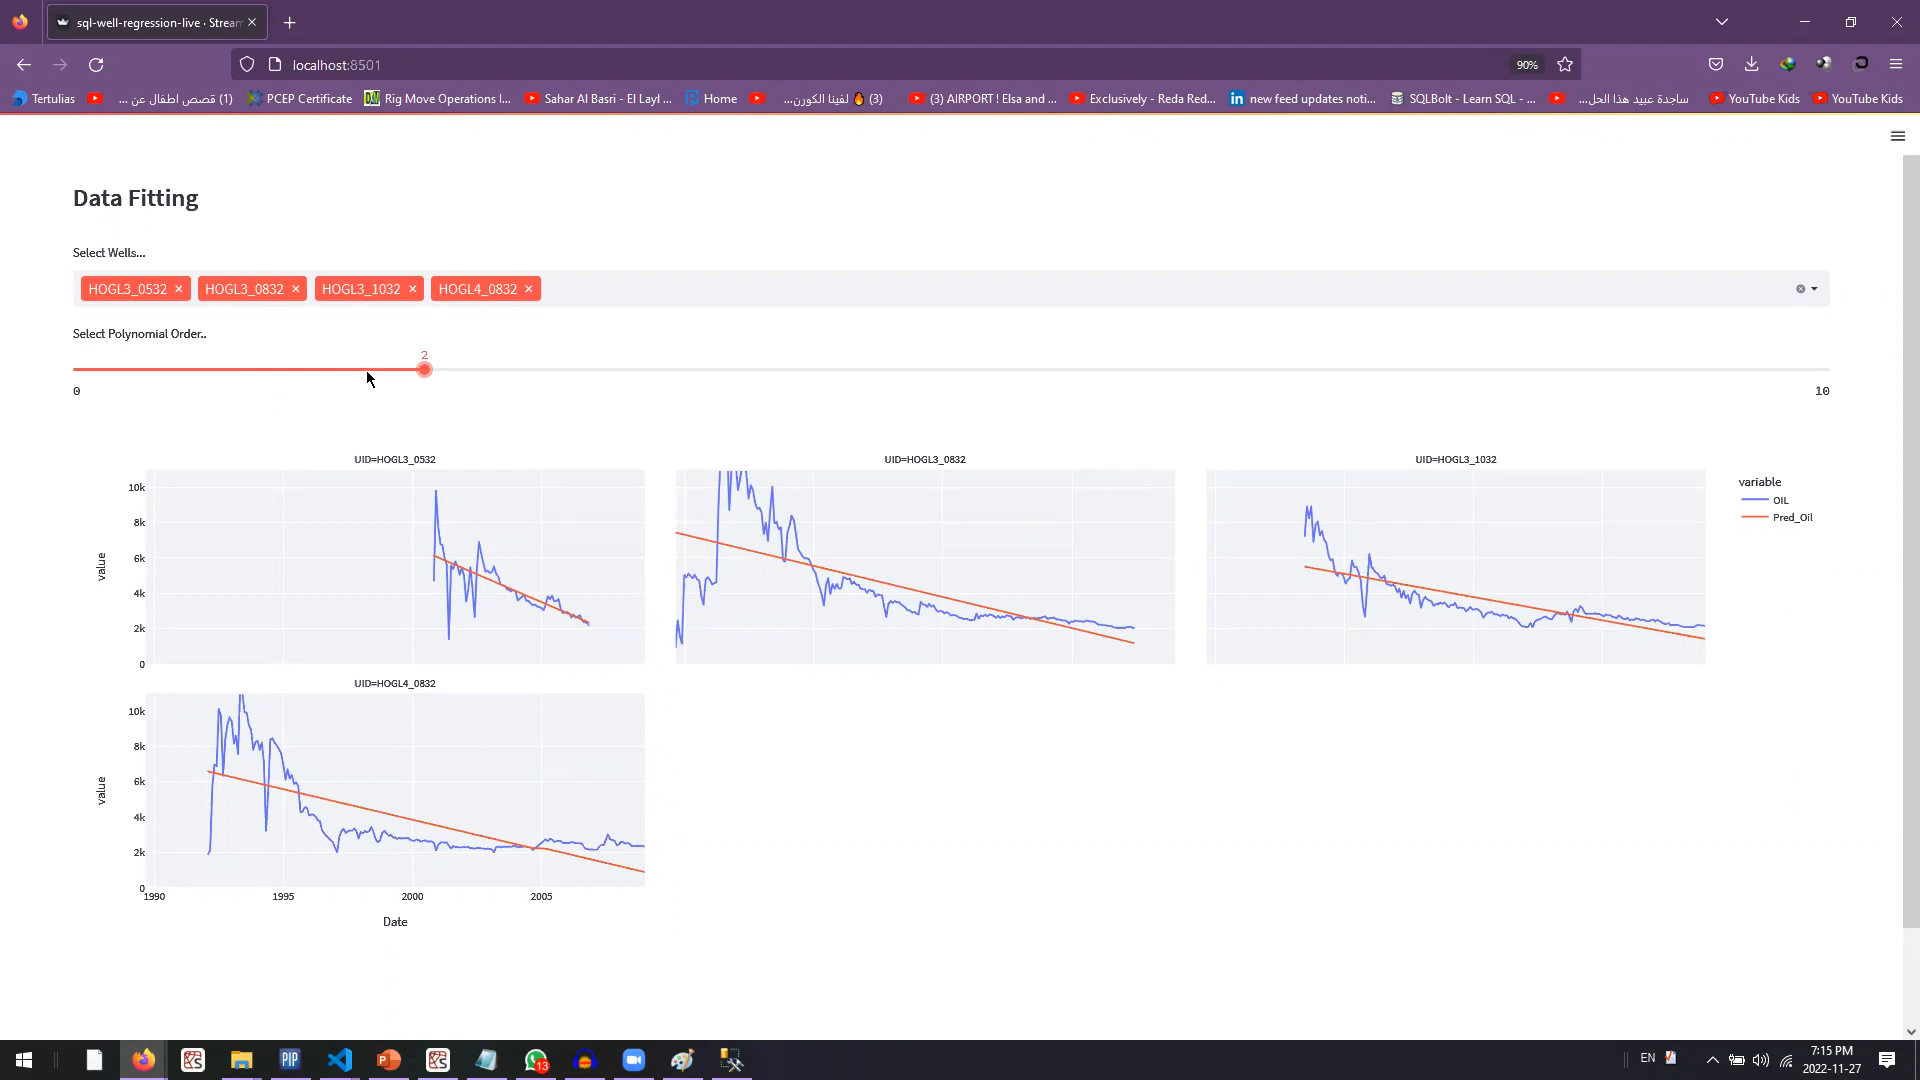 sql-well-regression-live · Stream
localhost:8501
90%
Tertulias
(1) قصص اطفال عن ...
PCEP Certificate
Rig Move Operations I...
Sahar Al Basri - El Layl ...
Home
(3) 🔥 لفينا الكورن...
(3) AIRPORT ! Elsa and ...
Exclusively - Reda Red...
new feed updates noti...
SQLBolt - Learn SQL - ...
ساجدة عبيد هذا الحل...
YouTube Kids
YouTube Kids
Data Fitting
Select Wells...
HOGL3_0532 × HOGL3_0832 × HOGL3_1032 × HOGL4_0832 ×
Select Polynomial Order..
2
0
10
UID=HOGL3_0532
UID=HOGL3_0832
UID=HOGL3_1032
variable
OIL
Pred_Oil
10k
8k
6k
4k
2k
0
value
UID=HOGL4_0832
10k
8k
6k
4k
2k
0
value
1990
1995
2000
2005
Date
PIP
13
EN
7:15 PM
2022-11-27